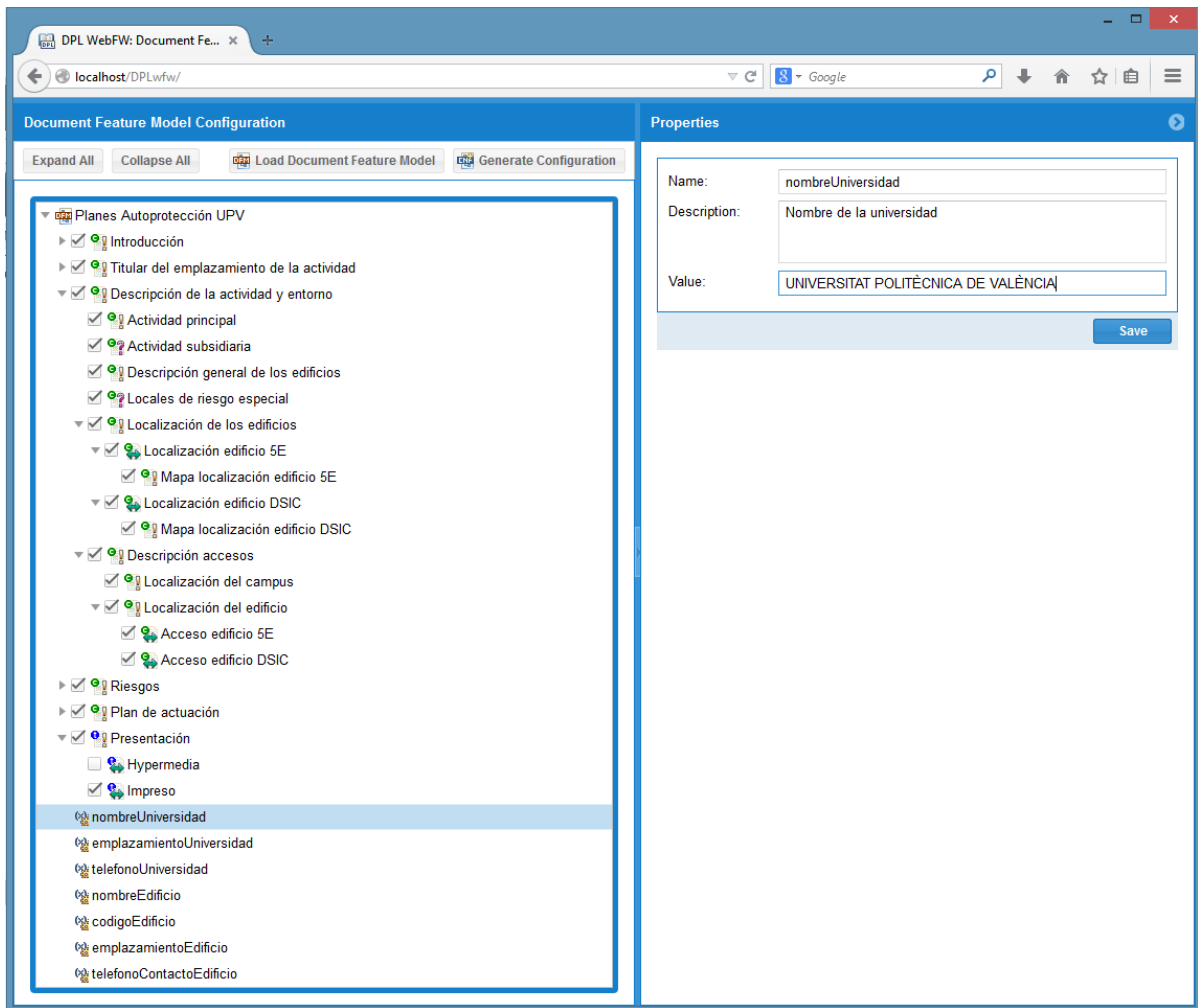 DPL WebFW: Document Fe...
localhost/DPLwfw/
Google
Document Feature Model Configuration
Expand All
Collapse All
Load Document Feature Model
Generate Configuration
Planes Autoprotección UPV
Introducción
Titular del emplazamiento de la actividad
Descripción de la actividad y entorno
Actividad principal
Actividad subsidiaria
Descripción general de los edificios
Locales de riesgo especial
Localización de los edificios
Localización edificio 5E
Mapa localización edificio 5E
Localización edificio DSIC
Mapa localización edificio DSIC
Descripción accesos
Localización del campus
Localización del edificio
Acceso edificio 5E
Acceso edificio DSIC
Riesgos
Plan de actuación
Presentación
Hypermedia
Impreso
nombreUniversidad
emplazamientoUniversidad
telefonoUniversidad
nombreEdificio
codigoEdificio
emplazamientoEdificio
telefonoContactoEdificio
Properties
Name: nombreUniversidad
Description: Nombre de la universidad
Value: UNIVERSITAT POLITÈCNICA DE VALÈNCIA
Save